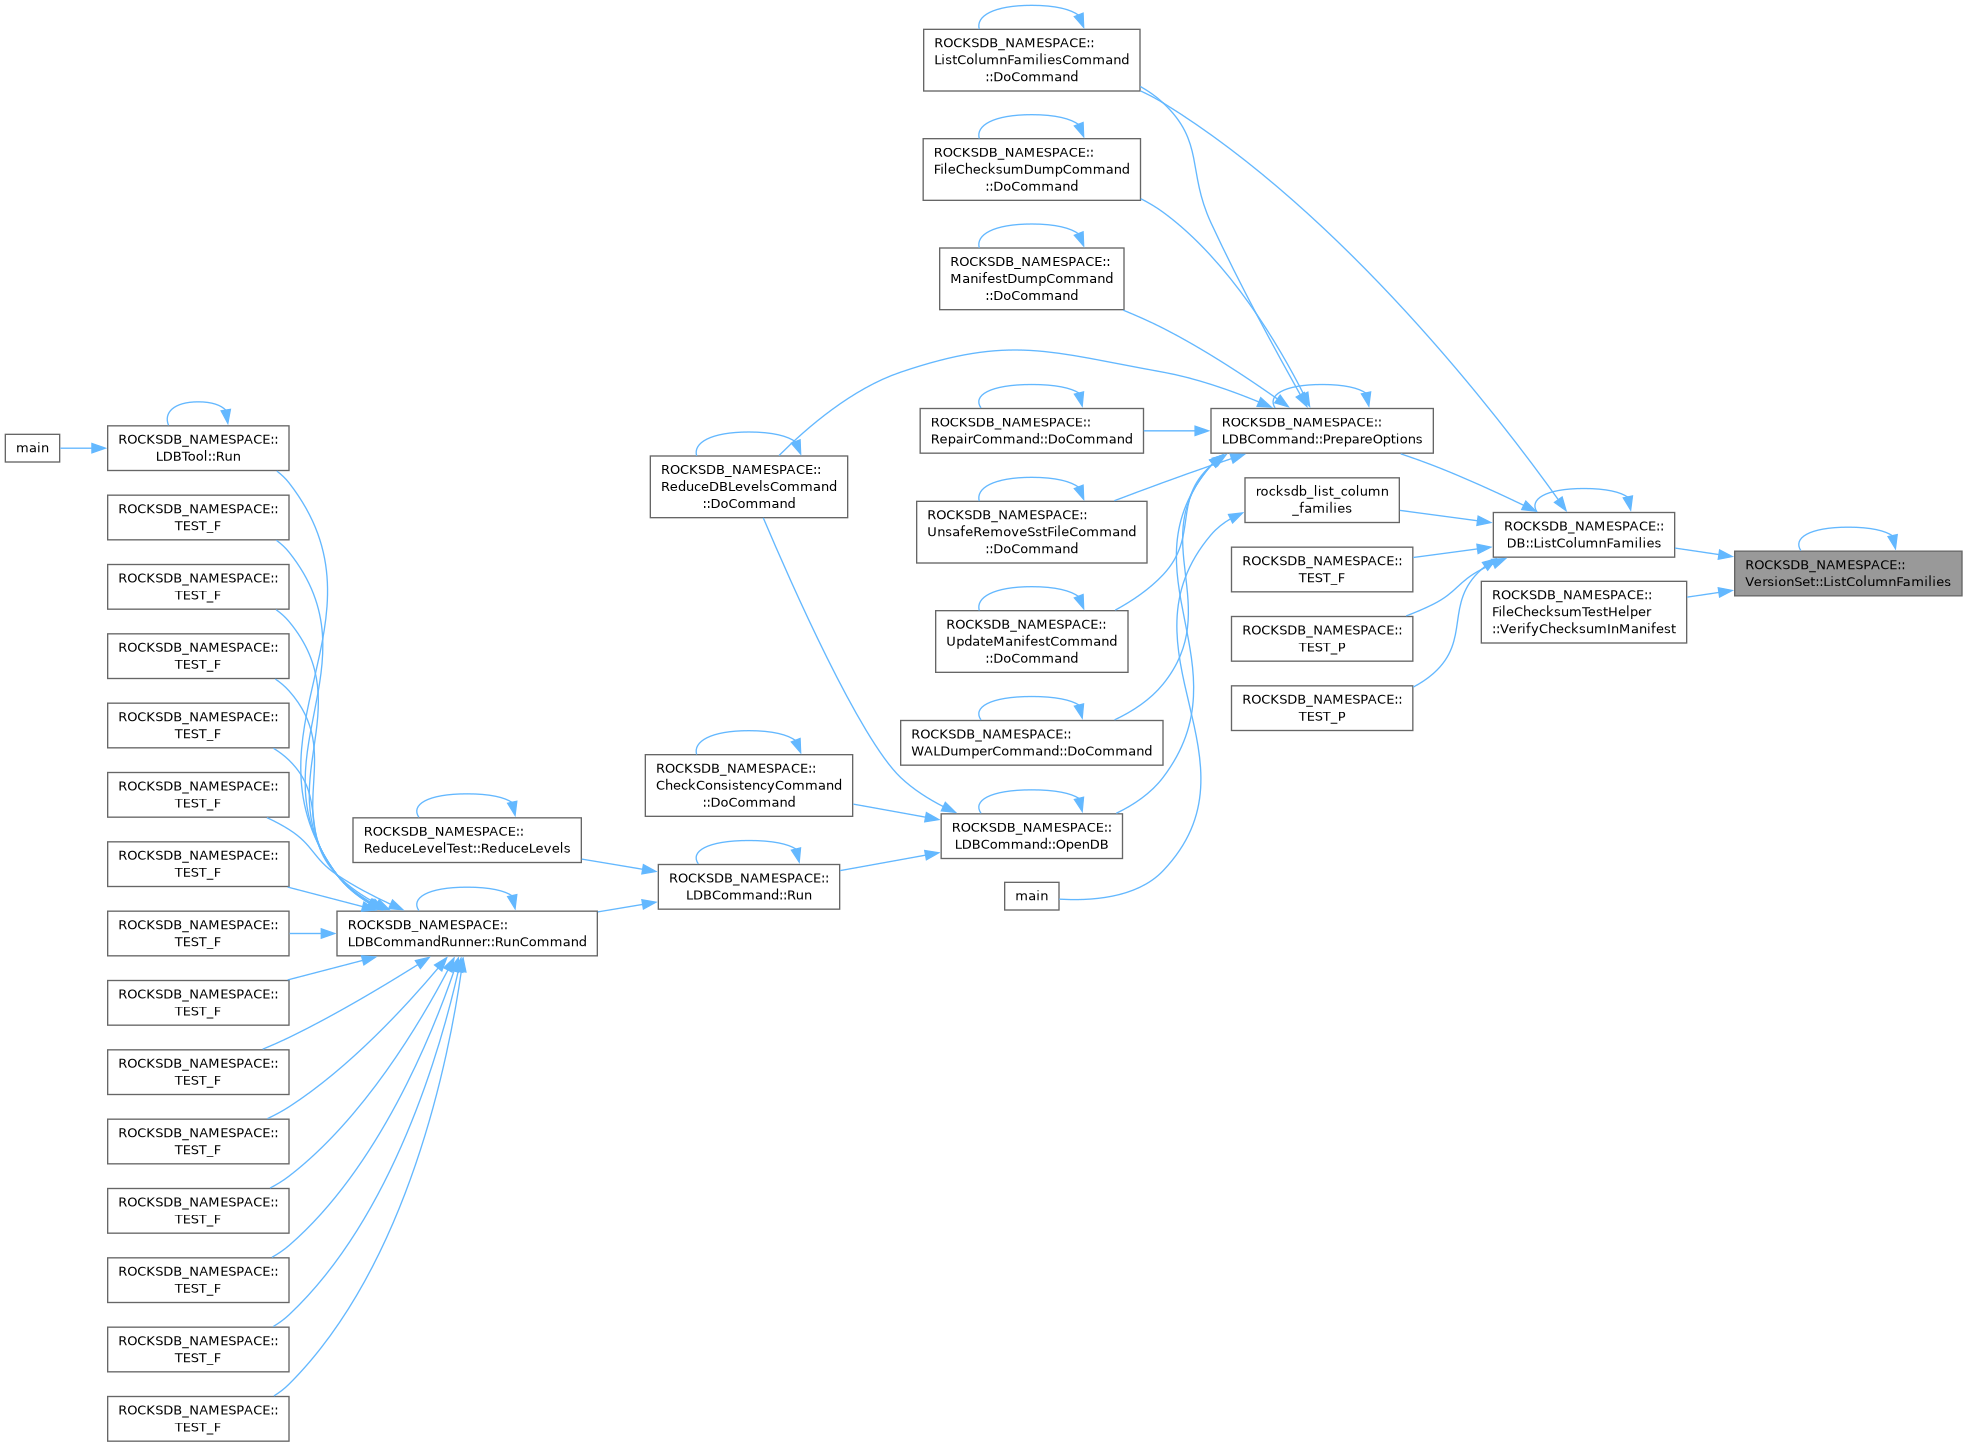 ROCKSDB_NAMESPACE::
ListColumnFamiliesCommand
::DoCommand
ROCKSDB_NAMESPACE::
FileChecksumDumpCommand
::DoCommand
ROCKSDB_NAMESPACE::
ManifestDumpCommand
::DoCommand
main
ROCKSDB_NAMESPACE::
LDBTool::Run
ROCKSDB_NAMESPACE::
TEST_F
ROCKSDB_NAMESPACE::
TEST_F
ROCKSDB_NAMESPACE::
TEST_F
ROCKSDB_NAMESPACE::
TEST_F
ROCKSDB_NAMESPACE::
TEST_F
ROCKSDB_NAMESPACE::
TEST_F
ROCKSDB_NAMESPACE::
TEST_F
ROCKSDB_NAMESPACE::
TEST_F
ROCKSDB_NAMESPACE::
TEST_F
ROCKSDB_NAMESPACE::
TEST_F
ROCKSDB_NAMESPACE::
TEST_F
ROCKSDB_NAMESPACE::
TEST_F
ROCKSDB_NAMESPACE::
TEST_F
ROCKSDB_NAMESPACE::
TEST_F
ROCKSDB_NAMESPACE::
ReduceLevelTest::ReduceLevels
ROCKSDB_NAMESPACE::
LDBCommandRunner::RunCommand
ROCKSDB_NAMESPACE::
ReduceDBLevelsCommand
::DoCommand
ROCKSDB_NAMESPACE::
CheckConsistencyCommand
::DoCommand
ROCKSDB_NAMESPACE::
LDBCommand::Run
ROCKSDB_NAMESPACE::
RepairCommand::DoCommand
ROCKSDB_NAMESPACE::
UnsafeRemoveSstFileCommand
::DoCommand
ROCKSDB_NAMESPACE::
UpdateManifestCommand
::DoCommand
ROCKSDB_NAMESPACE::
WALDumperCommand::DoCommand
ROCKSDB_NAMESPACE::
LDBCommand::OpenDB
main
ROCKSDB_NAMESPACE::
LDBCommand::PrepareOptions
rocksdb_list_column
_families
ROCKSDB_NAMESPACE::
TEST_F
ROCKSDB_NAMESPACE::
TEST_P
ROCKSDB_NAMESPACE::
TEST_P
ROCKSDB_NAMESPACE::
DB::ListColumnFamilies
ROCKSDB_NAMESPACE::
FileChecksumTestHelper
::VerifyChecksumInManifest
ROCKSDB_NAMESPACE::
VersionSet::ListColumnFamilies